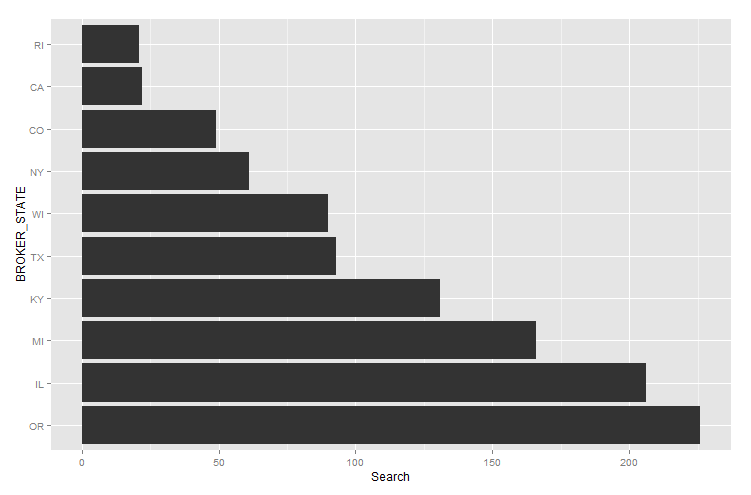 BROKER_STATE
RI
CA
CO
NY
WI
TX
KY
MI
IL
OR
0 50 100 150 200
Search